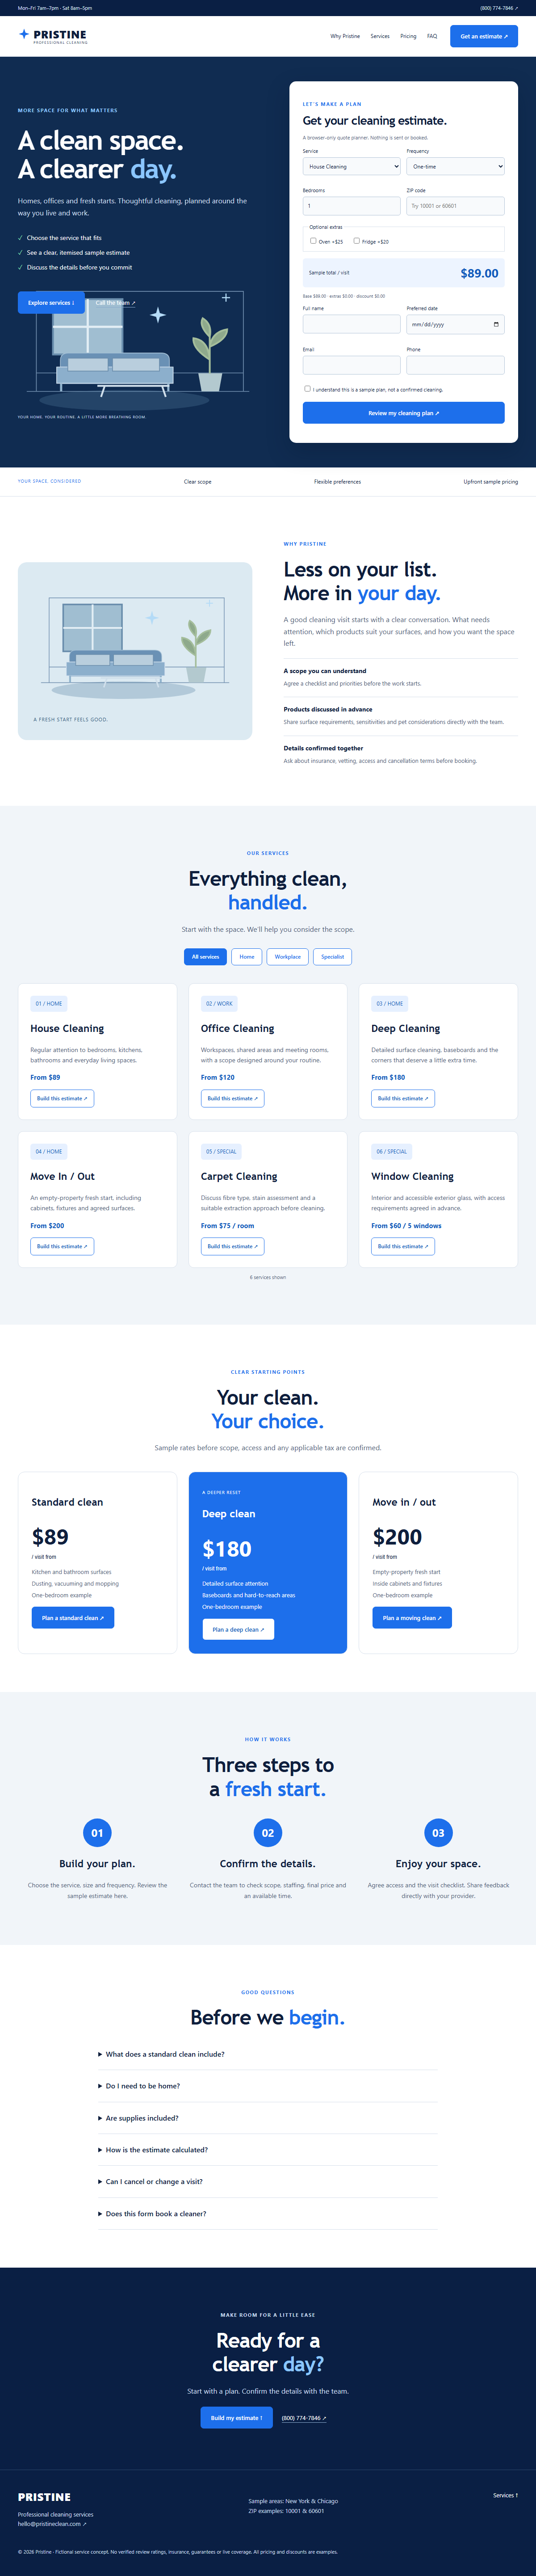 Mon–Fri 7am–7pm · Sat 8am–5pm
(800) 774-7846 ↗
PRISTINE
PROFESSIONAL CLEANING
Why Pristine
Services
Pricing
FAQ
Get an estimate ↗
MORE SPACE FOR WHAT MATTERS
A clean space.
A clearer day.
Homes, offices and fresh starts. Thoughtful cleaning, planned around the
way you live and work.
✓ Choose the service that fits
✓ See a clear, itemised sample estimate
✓ Discuss the details before you commit
Explore services ↓
Call the team ↗
YOUR HOME. YOUR ROUTINE. A LITTLE MORE BREATHING ROOM.
LET'S MAKE A PLAN
Get your cleaning estimate.
A browser-only quote planner. Nothing is sent or booked.
Service
Frequency
House Cleaning
One-time
Bedrooms
ZIP code
1
Try 10001 or 60601
Optional extras
Oven +$25
Fridge +$20
Sample total / visit
$89.00
Base $89.00 · extras $0.00 · discount $0.00
Full name
Preferred date
mm/dd/yyyy
Email
Phone
I understand this is a sample plan, not a confirmed cleaning.
Review my cleaning plan ↗
YOUR SPACE, CONSIDERED
Clear scope
Flexible preferences
Upfront sample pricing
A FRESH START FEELS GOOD.
WHY PRISTINE
Less on your list.
More in your day.
A good cleaning visit starts with a clear conversation. What needs
attention, which products suit your surfaces, and how you want the space
left.
A scope you can understand
Agree a checklist and priorities before the work starts.
Products discussed in advance
Share surface requirements, sensitivities and pet considerations directly with the team.
Details confirmed together
Ask about insurance, vetting, access and cancellation terms before booking.
OUR SERVICES
Everything clean,
handled.
Start with the space. We'll help you consider the scope.
All services
Home
Workplace
Specialist
01 / HOME
House Cleaning
Regular attention to bedrooms, kitchens,
bathrooms and everyday living spaces.
From $89
Build this estimate ↗
02 / WORK
Office Cleaning
Workspaces, shared areas and meeting rooms,
with a scope designed around your routine.
From $120
Build this estimate ↗
03 / HOME
Deep Cleaning
Detailed surface cleaning, baseboards and the
corners that deserve a little extra time.
From $180
Build this estimate ↗
04 / HOME
Move In / Out
An empty-property fresh start, including
cabinets, fixtures and agreed surfaces.
From $200
Build this estimate ↗
05 / SPECIAL
Carpet Cleaning
Discuss fibre type, stain assessment and a
suitable extraction approach before cleaning.
From $75 / room
Build this estimate ↗
06 / SPECIAL
Window Cleaning
Interior and accessible exterior glass, with access
requirements agreed in advance.
From $60 / 5 windows
Build this estimate ↗
6 services shown
CLEAR STARTING POINTS
Your clean.
Your choice.
Sample rates before scope, access and any applicable tax are confirmed.
Standard clean
$89
/ visit from
Kitchen and bathroom surfaces
Dusting, vacuuming and mopping
One-bedroom example
Plan a standard clean ↗
A DEEPER RESET
Deep clean
$180
/ visit from
Detailed surface attention
Baseboards and hard-to-reach areas
One-bedroom example
Plan a deep clean ↗
Move in / out
$200
/ visit from
Empty-property fresh start
Inside cabinets and fixtures
One-bedroom example
Plan a moving clean ↗
HOW IT WORKS
Three steps to
a fresh start.
01
Build your plan.
Choose the service, size and frequency. Review the
sample estimate here.
02
Confirm the details.
Contact the team to check scope, staffing, final price and
an available time.
03
Enjoy your space.
Agree access and the visit checklist. Share feedback
directly with your provider.
GOOD QUESTIONS
Before we begin.
▶ What does a standard clean include?
▶ Do I need to be home?
▶ Are supplies included?
▶ How is the estimate calculated?
▶ Can I cancel or change a visit?
▶ Does this form book a cleaner?
MAKE ROOM FOR A LITTLE EASE
Ready for a
clearer day?
Start with a plan. Confirm the details with the team.
Build my estimate ↑
(800) 774-7846 ↗
PRISTINE
Professional cleaning services
hello@pristineclean.com ↗
Sample areas: New York & Chicago
ZIP examples: 10001 & 60601
Services ↑
© 2026 Pristine · Fictional service concept. No verified review ratings, insurance, guarantees or live coverage. All pricing and discounts are examples.